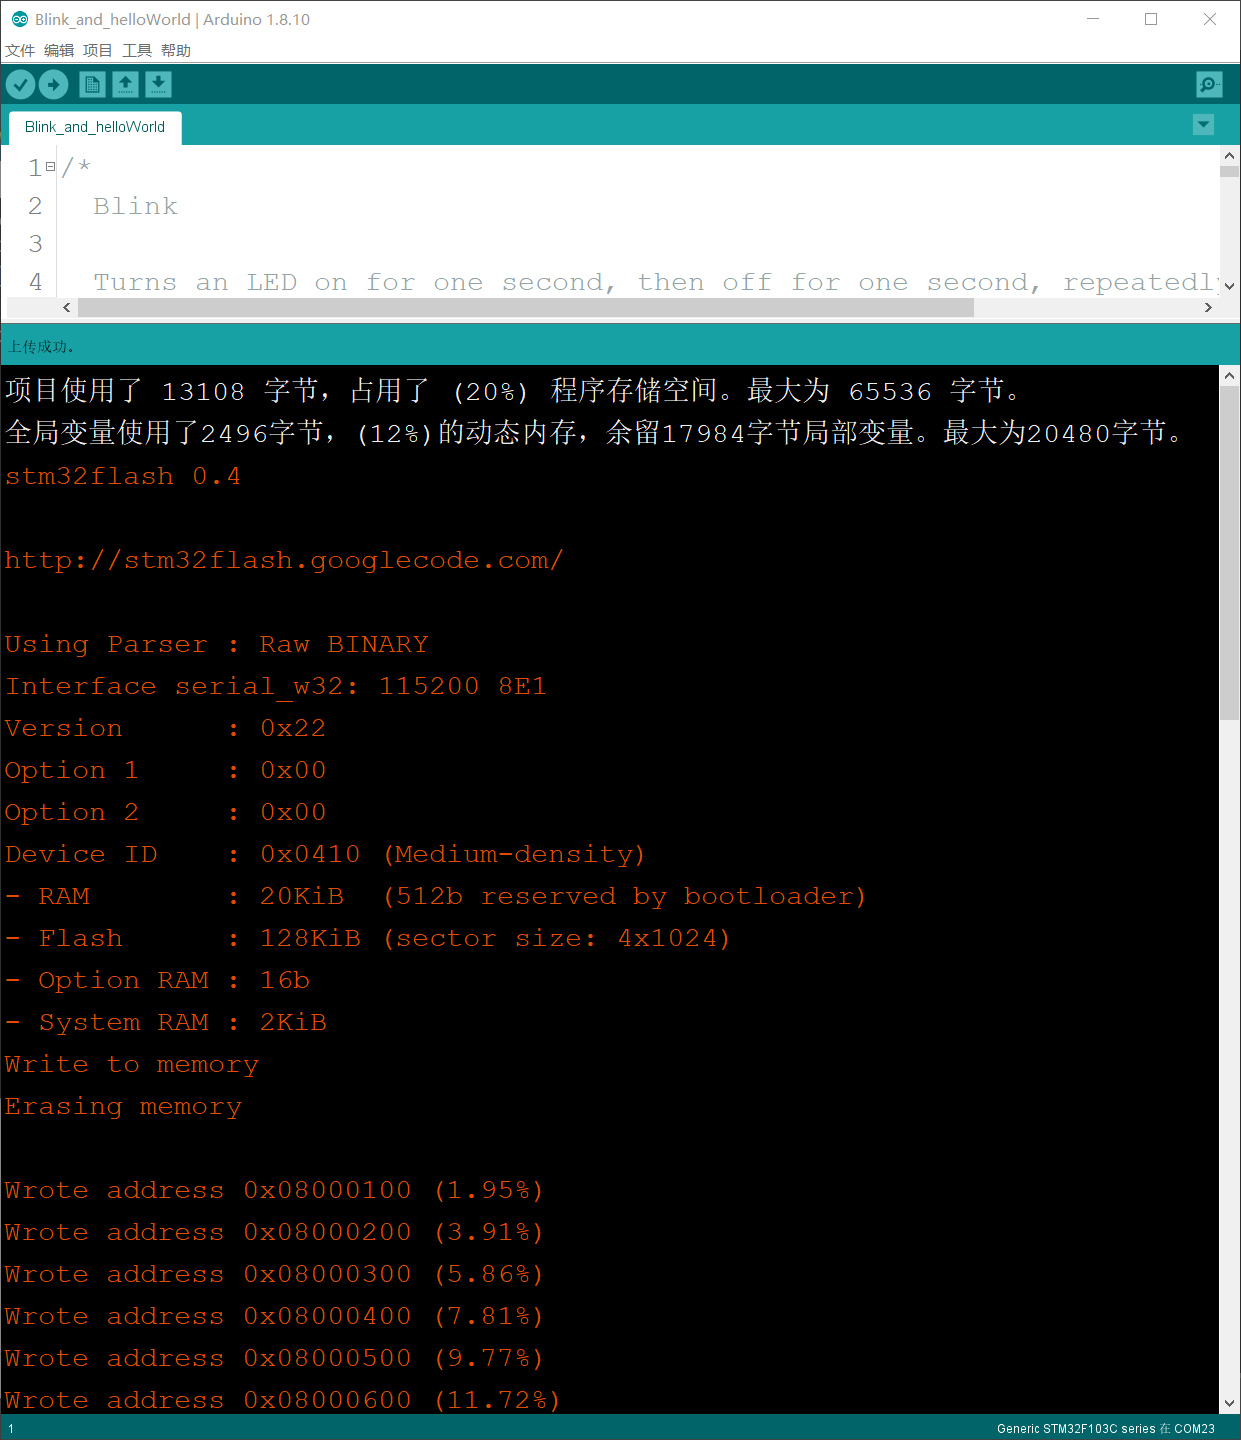 Blink_and_helloWorld | Arduino 1.8.10
文件 编辑 项目 工具 帮助
Blink_and_helloWorld
1 /*
2 Blink
3
4 Turns an LED on for one second, then off for one second, repeatedly
上传成功。
项目使用了 13108 字节，占用了 (20%) 程序存储空间。最大为 65536 字节。
全局变量使用了2496字节，(12%)的动态内存，余留17984字节局部变量。最大为20480字节。
stm32flash 0.4
http://stm32flash.googlecode.com/
Using Parser : Raw BINARY
Interface serial_w32: 115200 8E1
Version      : 0x22
Option 1     : 0x00
Option 2     : 0x00
Device ID    : 0x0410 (Medium-density)
- RAM        : 20KiB  (512b reserved by bootloader)
- Flash      : 128KiB (sector size: 4x1024)
- Option RAM : 16b
- System RAM : 2KiB
Write to memory
Erasing memory
Wrote address 0x08000100 (1.95%)
Wrote address 0x08000200 (3.91%)
Wrote address 0x08000300 (5.86%)
Wrote address 0x08000400 (7.81%)
Wrote address 0x08000500 (9.77%)
Wrote address 0x08000600 (11.72%)
1 Generic STM32F103C series 在 COM23